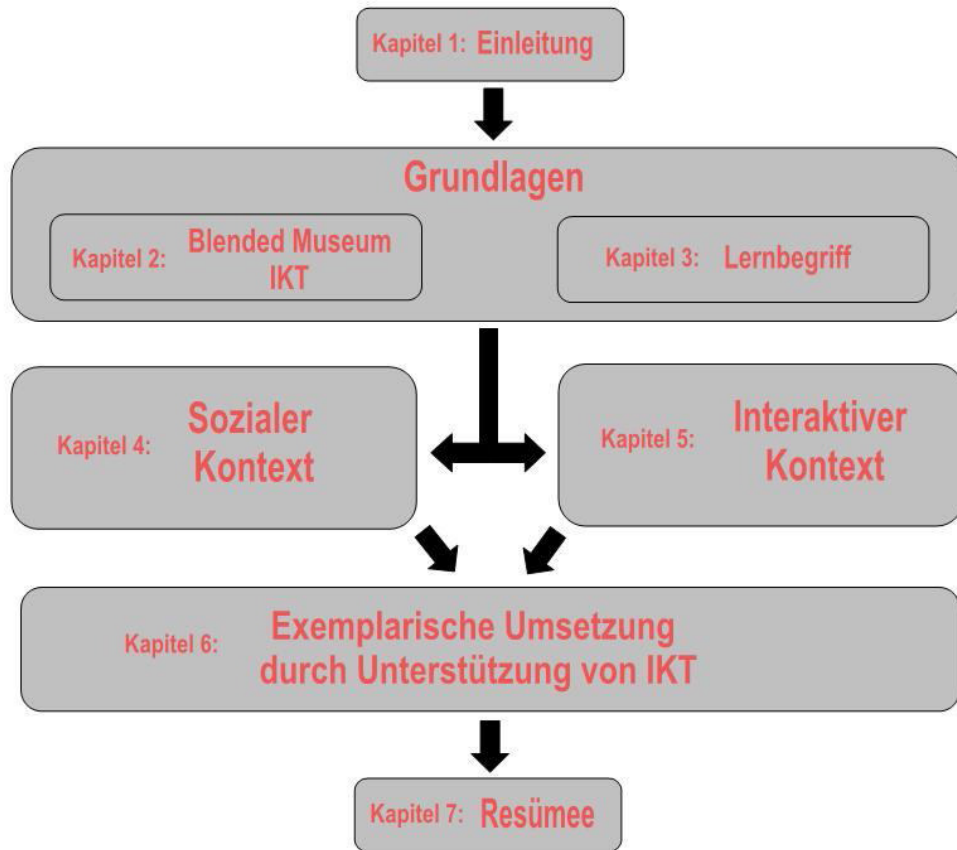 Kapitel 1: Einleitung
Grundlagen
Kapitel 2: Blended Museum
IKT
Kapitel 3: Lernbegriff
Kapitel 4: Sozialer
Kontext
Kapitel 5: Interaktiver
Kontext
Kapitel 6: Exemplarische Umsetzung
durch Unterstützung von IKT
Kapitel 7: Resümee